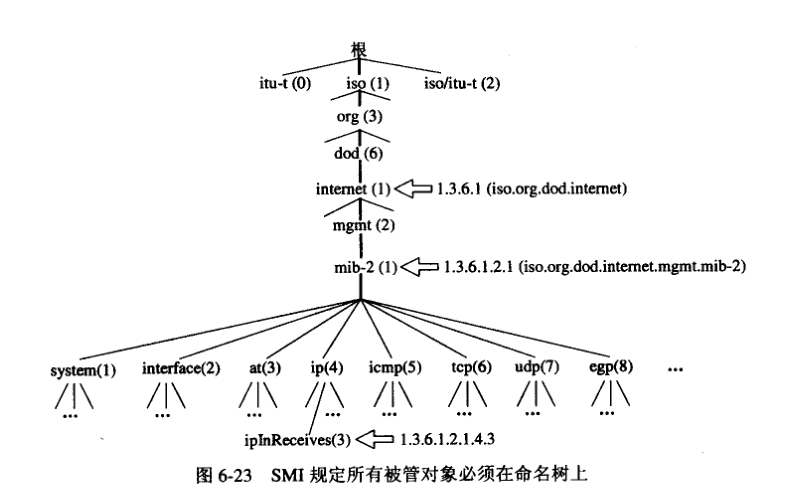 根
itu-t (0) iso (1) iso/itu-t (2)
org (3)
dod (6)
internet (1) 1.3.6.1 (iso.org.dod.internet)
mgmt (2)
mib-2 (1) 1.3.6.1.2.1 (iso.org.dod.internet.mgmt.mib-2)
system(1) interface(2) at(3) ip(4) icmp(5) tcp(6) udp(7) egp(8) ...
... ... ... ... ... ... ... ...
ipInReceives(3) 1.3.6.1.2.1.4.3
图 6-23 SMI 规定所有被管对象必须在命名树上